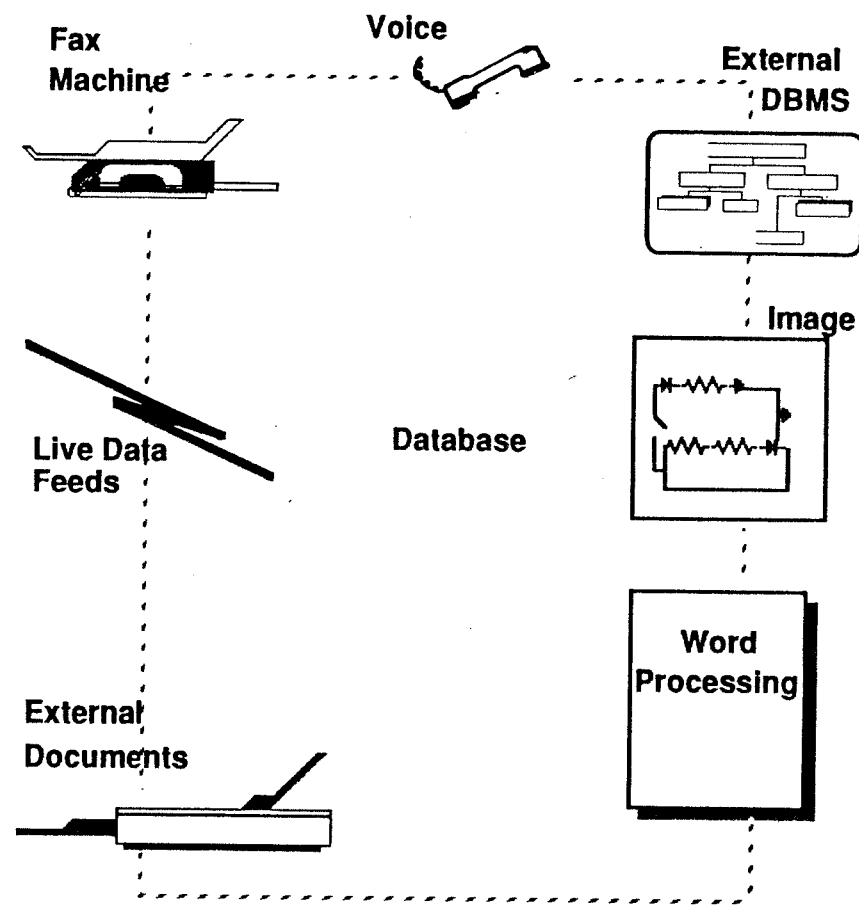 Voice
Fax
Machine
External
DBMS
Image
Live Data
Feeds
Database
Word
Processing
External
Documents